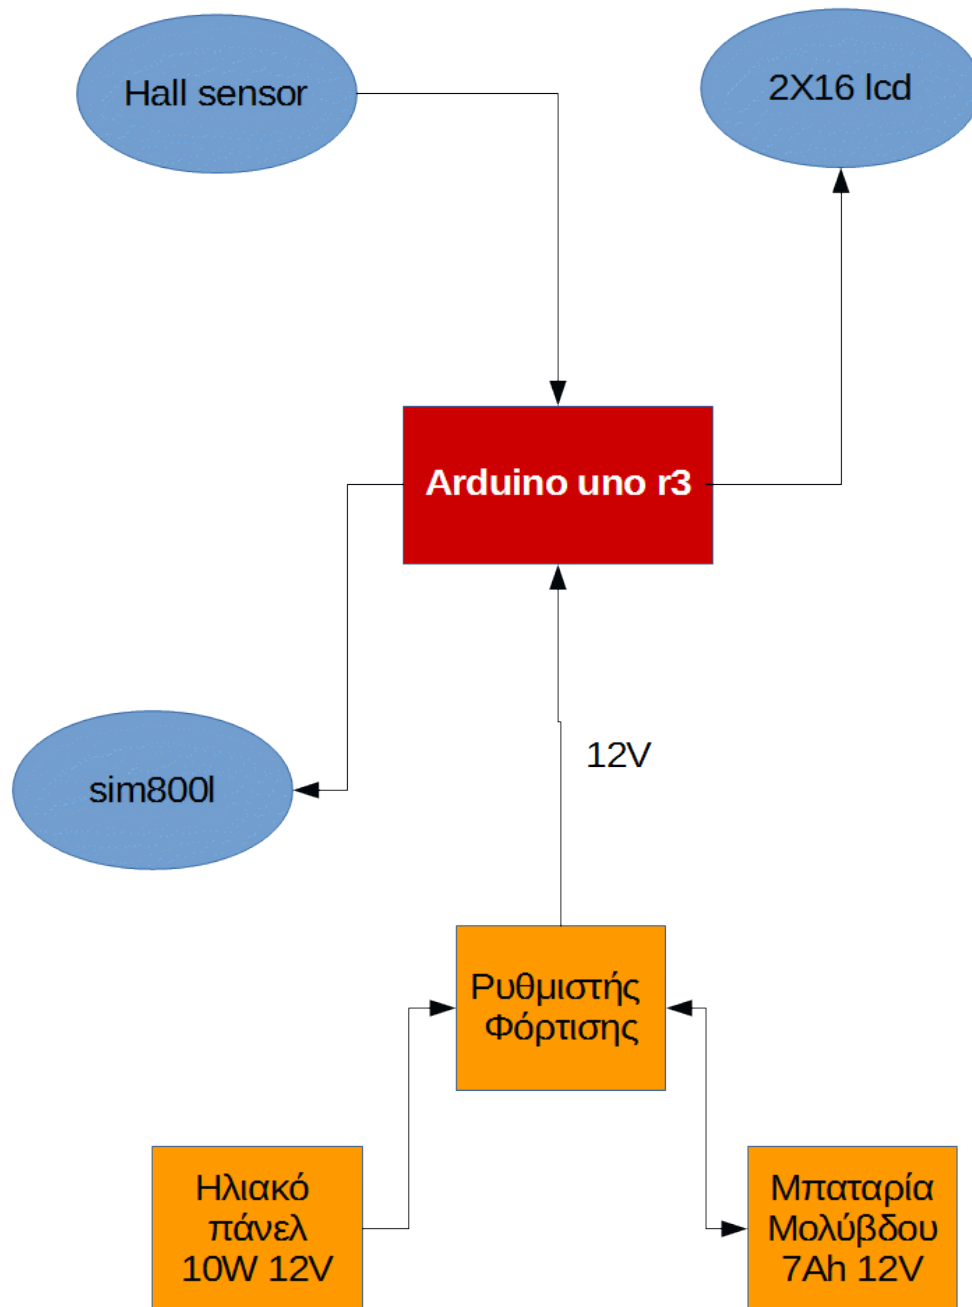 Hall sensor
2X16 lcd
Arduino uno r3
sim800l
12V
Ρυθμιστής
Φόρτισης
Ηλιακό
πάνελ
10W 12V
Μπαταρία
Μολύβδου
7Ah 12V